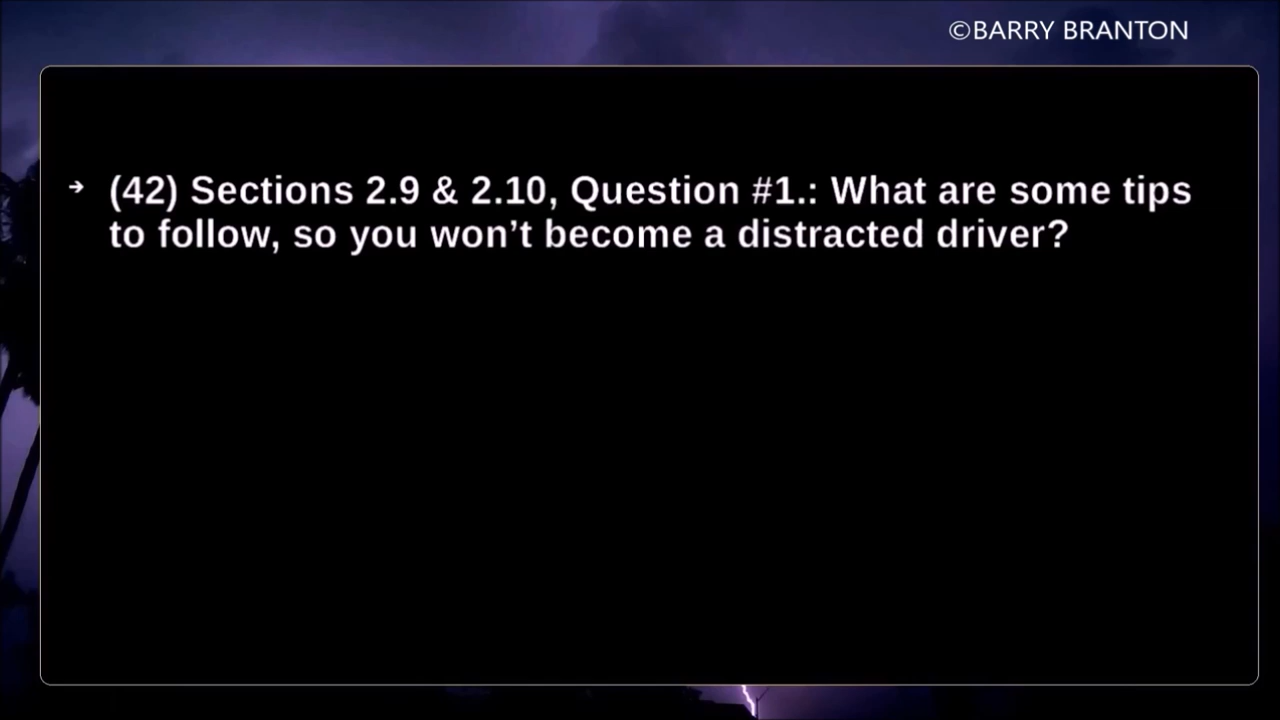 ©BARRY BRANTON
→ (42) Sections 2.9 & 2.10, Question #1.: What are some tips
to follow, so you won’t become a distracted driver?